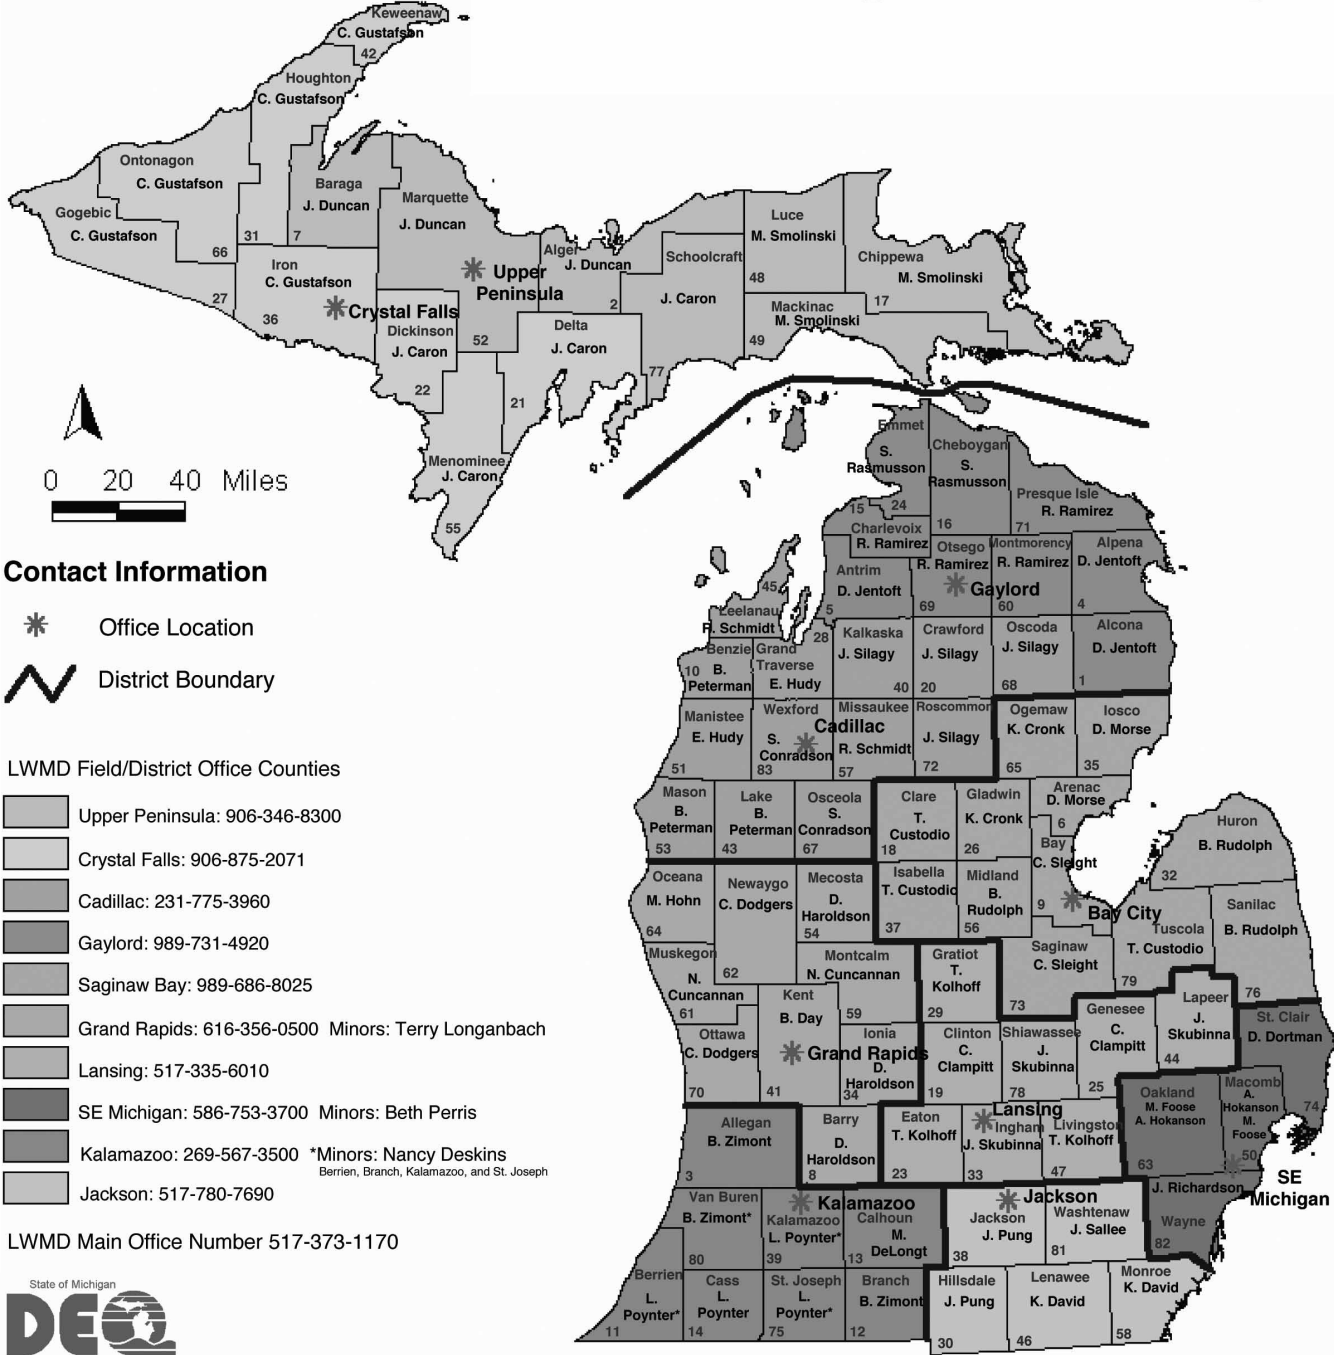 Keweenaw
C. Gustafson
42
Houghton
C. Gustafson
Ontonagon
C. Gustafson
Baraga
J. Duncan
Marquette
J. Duncan
Gogebic
C. Gustafson
66
31
7
Iron
C. Gustafson
27
36
Crystal Falls
Upper
Peninsula
Alger
J. Duncan
2
Schoolcraft
J. Caron
Luce
M. Smolinski
48
Chippewa
M. Smolinski
17
Mackinac
M. Smolinski
49
Dickinson
J. Caron
22
52
Delta
J. Caron
21
77
Menominee
J. Caron
55
0 20 40 Miles
Emmet
S.
Rasmusson
24
Cheboygan
S.
Rasmusson
16
Presque Isle
R. Ramirez
71
15
Charlevoix
R. Ramirez
Otsego
R. Ramirez
69
Montmorency
R. Ramirez
60
Alpena
D. Jentoft
4
Gaylord
Antrim
D. Jentoft
5
45
Leelanau
R. Schmidt
28
Kalkaska
J. Silagy
40
Crawford
J. Silagy
20
Oscoda
J. Silagy
68
Alcona
D. Jentoft
1
Benzie
10
B.
Peterman
Grand
Traverse
E. Hudy
Manistee
E. Hudy
51
Wexford
S.
Conradson
83
Cadillac
Missaukee
R. Schmidt
57
Roscommon
J. Silagy
72
Ogemaw
K. Cronk
65
Iosco
D. Morse
35
Mason
B.
Peterman
53
Lake
B.
Peterman
43
Osceola
S.
Conradson
67
Clare
T.
Custodio
18
Gladwin
K. Cronk
26
Arenac
D. Morse
6
Bay
C. Sleight
9
Bay City
Huron
B. Rudolph
32
Oceana
M. Hohn
64
Newaygo
C. Dodgers
62
Mecosta
D.
Haroldson
54
Isabella
T. Custodio
37
Midland
B.
Rudolph
56
Tuscola
T. Custodio
79
Sanilac
B. Rudolph
76
Muskegon
N.
Cuncannan
61
Montcalm
N. Cuncannan
59
Gratiot
T.
Kolhoff
29
Saginaw
C. Sleight
73
Kent
B. Day
41
Grand Rapids
Ottawa
C. Dodgers
70
Ionia
D.
Haroldson
34
Clinton
C.
Clampitt
19
Shiawassee
J.
Skubinna
78
Genesee
C.
Clampitt
25
Lapeer
J.
Skubinna
44
St. Clair
D. Dortman
74
Oakland
M. Foose
A. Hokanson
63
Macomb
A.
Hokanson
M.
Foose
50
Allegan
B. Zimont
3
Barry
D.
Haroldson
8
Eaton
T. Kolhoff
23
Lansing
Ingham
J. Skubinna
33
Livingston
T. Kolhoff
47
SE
Michigan
Van Buren
B. Zimont*
80
Kalamazoo
Kalamazoo
L. Poynter*
39
Calhoun
M.
DeLongt
13
Jackson
Jackson
J. Pung
38
Washtenaw
J. Sallee
81
J. Richardson
Wayne
82
Berrien
L.
Poynter*
11
Cass
L.
Poynter
14
St. Joseph
L.
Poynter*
75
Branch
B. Zimont
12
Hillsdale
J. Pung
30
Lenawee
K. David
46
Monroe
K. David
58
Contact Information
Office Location
District Boundary
LWMD Field/District Office Counties
Upper Peninsula: 906-346-8300
Crystal Falls: 906-875-2071
Cadillac: 231-775-3960
Gaylord: 989-731-4920
Saginaw Bay: 989-686-8025
Grand Rapids: 616-356-0500 Minors: Terry Longanbach
Lansing: 517-335-6010
SE Michigan: 586-753-3700 Minors: Beth Perris
Kalamazoo: 269-567-3500 *Minors: Nancy Deskins
Berrien, Branch, Kalamazoo, and St. Joseph
Jackson: 517-780-7690
LWMD Main Office Number 517-373-1170
State of Michigan
DEQ